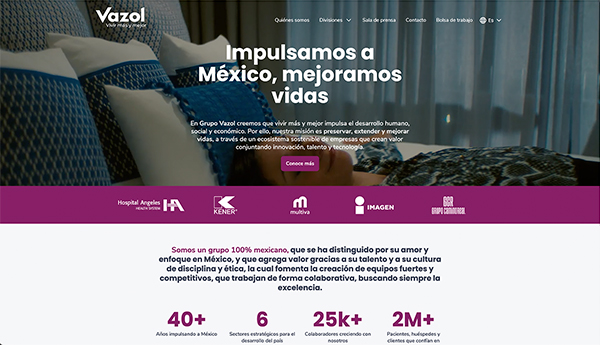 Vazol
Vivir más y mejor
Quiénes somos Divisiones Sala de prensa Contacto Bolsa de trabajo Es
Impulsamos a
México, mejoramos
vidas
En Grupo Vazol creemos que vivir más y mejor impulsa el desarrollo humano,
social y económico. Por ello, nuestra misión es preservar, extender y mejorar
vidas, a través de un ecosistema sostenible de empresas que crean valor
conjuntando innovación, talento y tecnología.
Conoce más
Hospital Angeles
HEALTH SYSTEM
HA
KENER
multiva
IMAGEN
GCR
GRUPO CAMINO REAL
Somos un grupo 100% mexicano, que se ha distinguido por su amor y
enfoque en México, y que agrega valor gracias a su talento y a su cultura
de disciplina y ética, la cual fomenta la creación de equipos fuertes y
competitivos, que trabajan de forma colaborativa, buscando siempre la
excelencia.
40+ 6 25k+ 2M+
Años impulsando a México Sectores estratégicos para el Colaboradores creciendo con Pacientes, huéspedes y
desarrollo del país nosotros clientes que confían en